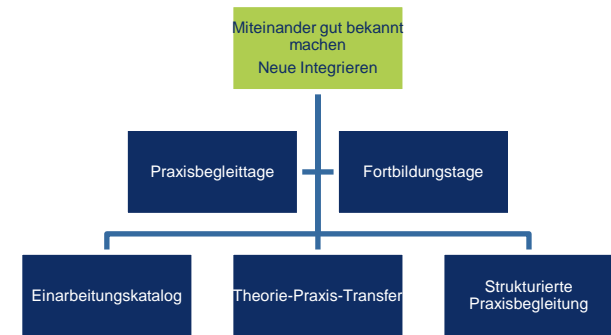 Miteinander gut bekannt
machen
Neue Integrieren
Praxisbegleittage
Fortbildungstage
Einarbeitungskatalog
Theorie-Praxis-Transfer
Strukturierte
Praxisbegleitung